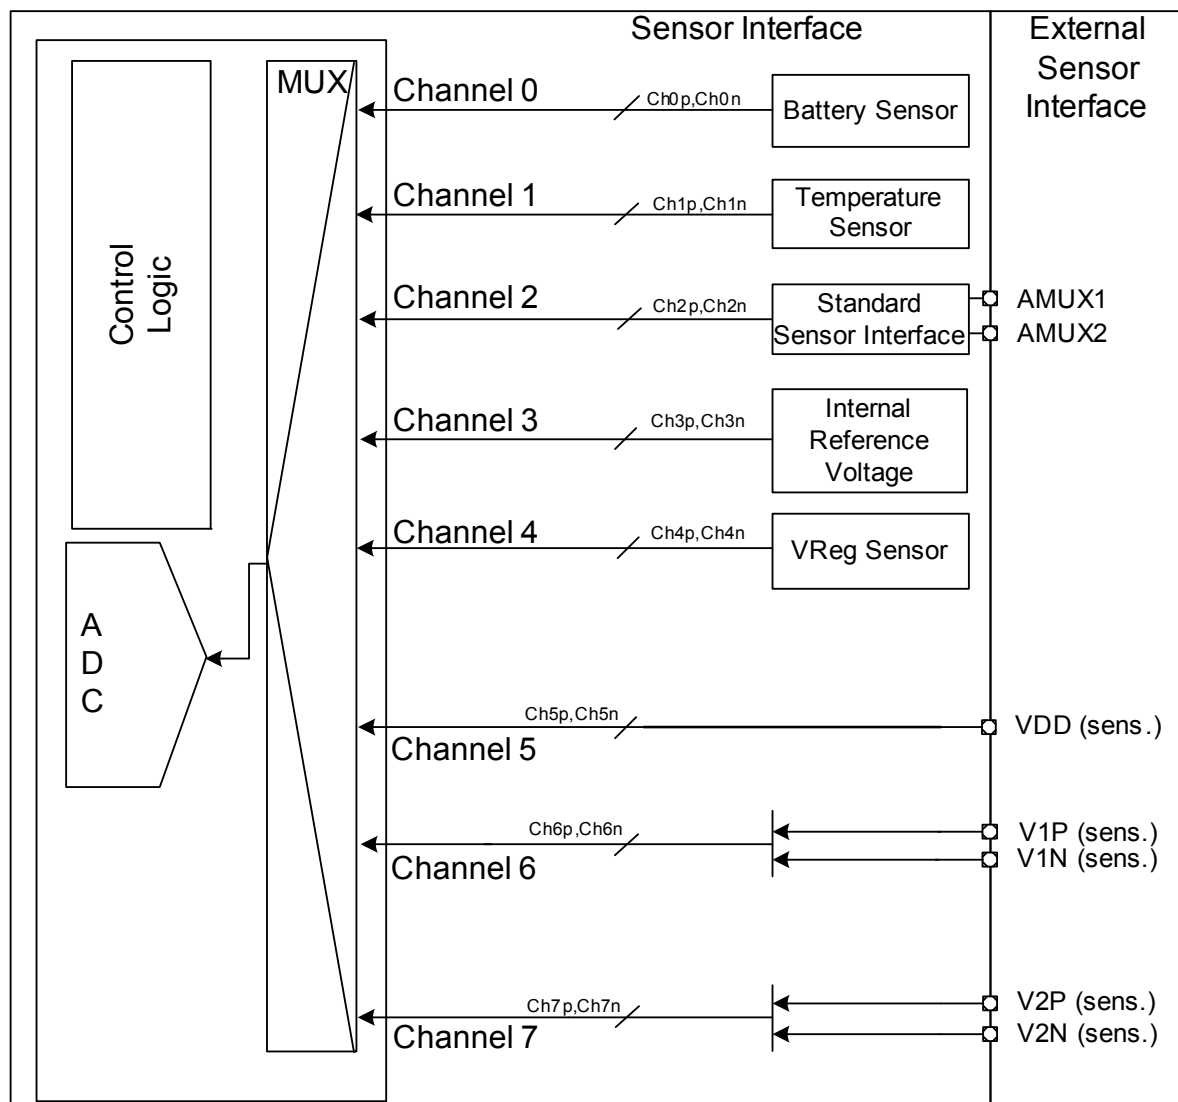 Sensor Interface
External
Sensor
Interface
MUX
Control
Logic
A
D
C
Channel 0
Ch0p,Ch0n
Battery Sensor
Channel 1
Ch1p,Ch1n
Temperature
Sensor
Channel 2
Ch2p,Ch2n
Standard
Sensor Interface
AMUX1
AMUX2
Channel 3
Ch3p,Ch3n
Internal
Reference
Voltage
Channel 4
Ch4p,Ch4n
VReg Sensor
Ch5p,Ch5n
Channel 5
VDD (sens.)
Ch6p,Ch6n
Channel 6
V1P (sens.)
V1N (sens.)
Ch7p,Ch7n
Channel 7
V2P (sens.)
V2N (sens.)